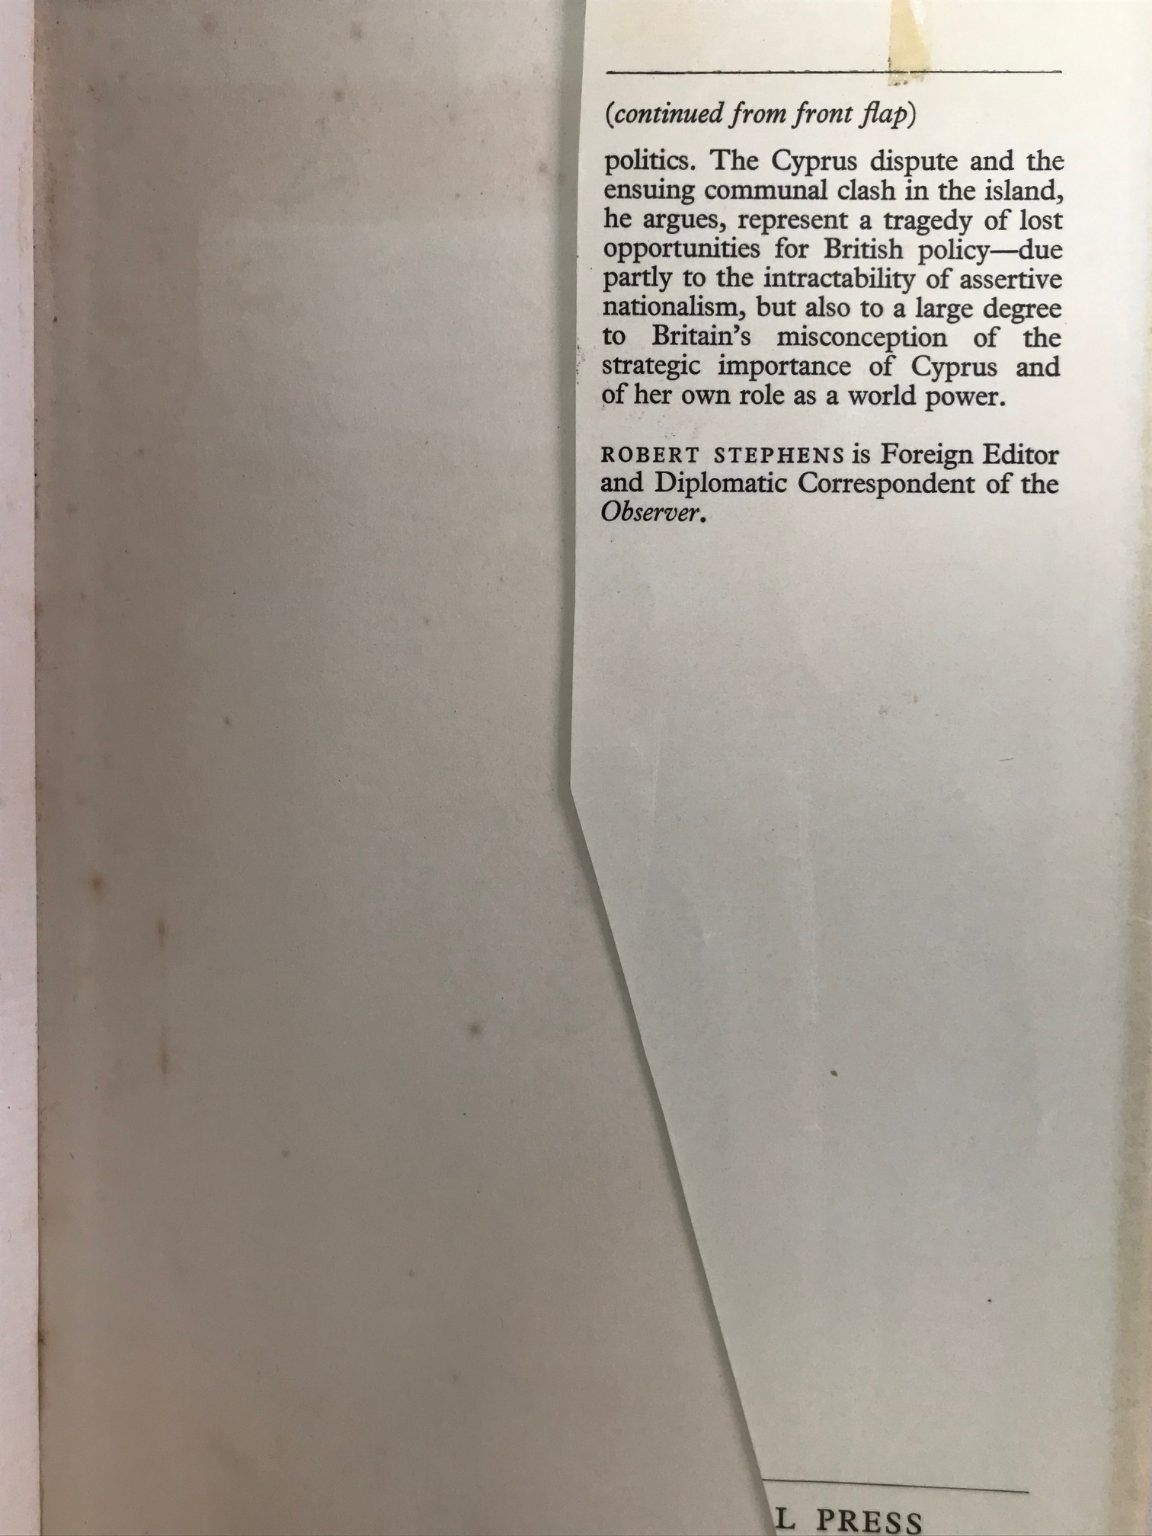 (continued from front flap)
politics. The Cyprus dispute and the
ensuing communal clash in the island,
he argues, represent a tragedy of lost
opportunities for British policy—due
partly to the intractability of assertive
nationalism, but also to a large degree
to Britain's misconception of the
strategic importance of Cyprus and
of her own role as a world power.
ROBERT STEPHENS is Foreign Editor
and Diplomatic Correspondent of the
Observer.
L PRESS